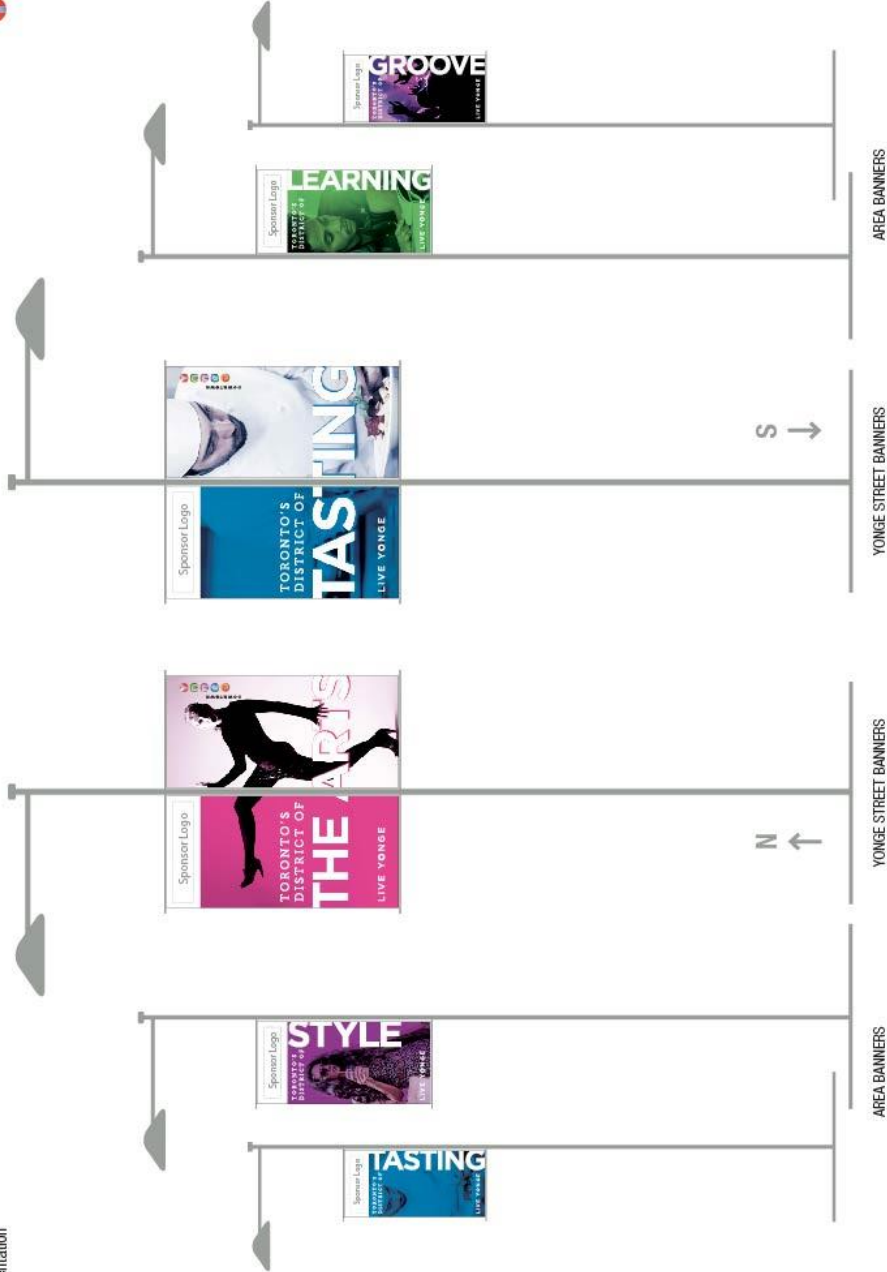 Sponsor Logo
TORONTO'S
DISTRICT OF
TASTING
LIVE YONGE
Sponsor Logo
TORONTO'S
DISTRICT OF
STYLE
LIVE YONGE
AREA BANNERS
Sponsor Logo
TORONTO'S
DISTRICT OF
THE ARTS
LIVE YONGE
N
YONGE STREET BANNERS
Sponsor Logo
TORONTO'S
DISTRICT OF
TASTING
LIVE YONGE
S
YONGE STREET BANNERS
Sponsor Logo
TORONTO'S
DISTRICT OF
LEARNING
LIVE YONGE
Sponsor Logo
TORONTO'S
DISTRICT OF
GROOVE
LIVE YONGE
AREA BANNERS